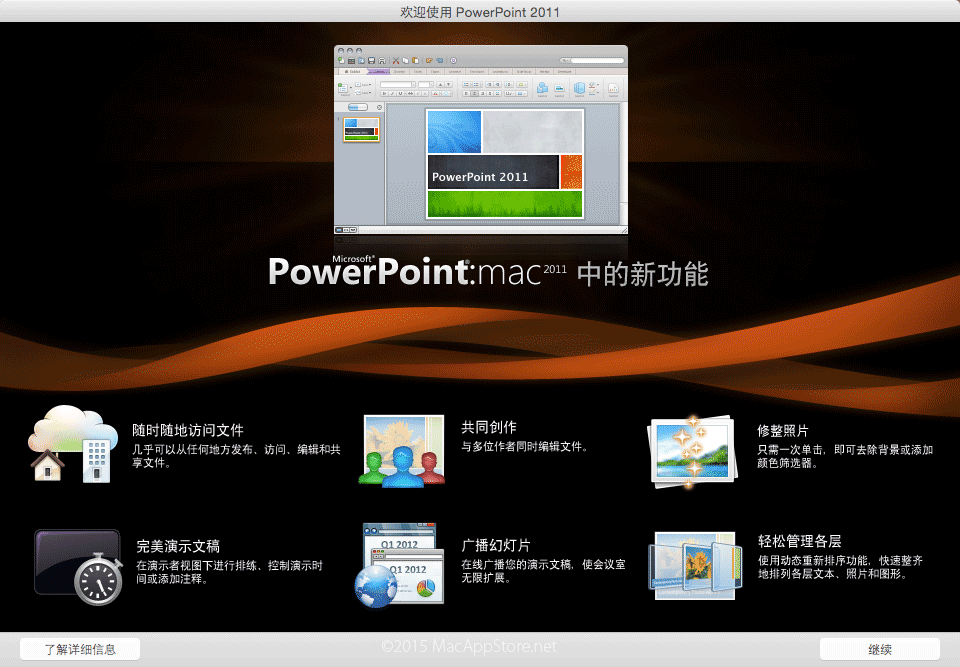 欢迎使用 PowerPoint 2011
PowerPoint 2011
Microsoft®
PowerPoint:mac 2011 中的新功能
随时随地访问文件
几乎可以从任何地方发布、访问、编辑和共
享文件。
共同创作
与多位作者同时编辑文件。
修整照片
只需一次单击，即可去除背景或添加
颜色筛选器。
完美演示文稿
在演示者视图下进行排练、控制演示时
间或添加注释。
Q1 2012
Q1 2012
广播幻灯片
在线广播您的演示文稿，使会议室
无限扩展。
轻松管理各层
使用动态重新排序功能，快速整齐
地排列各层文本、照片和图形。
了解详细信息
©2015 MacAppStore.net
继续